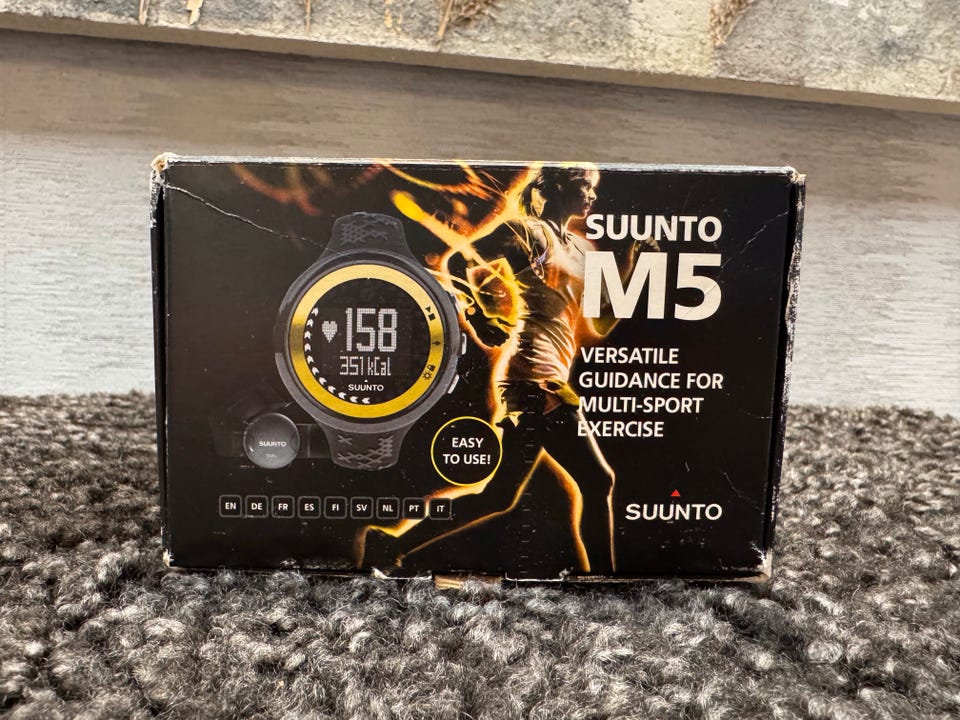 SUUNTO
M5
VERSATILE
GUIDANCE FOR
MULTI-SPORT
EXERCISE
158
351 kCal
SUUNTO
SUUNTO
EASY
TO USE!
EN DE FR ES FI SV NL PT IT
SUUNTO